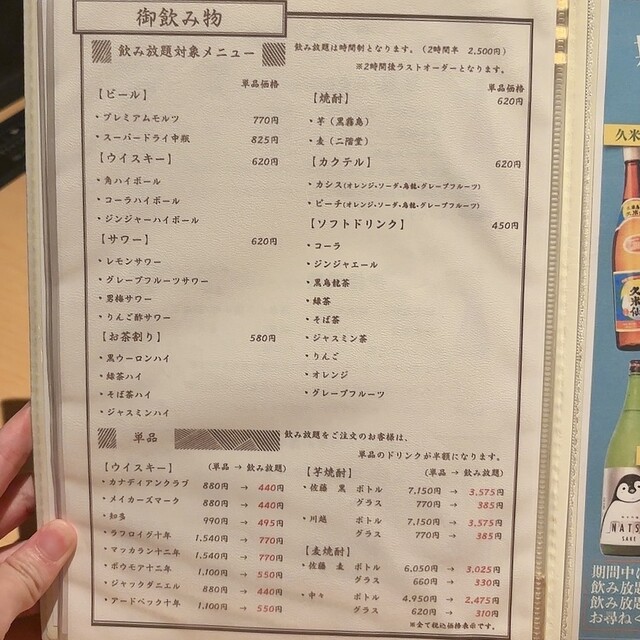 御飲み物
飲み放題対象メニュー
飲み放題は時間制となります。(2時間半 2,500円)
※2時間後ラストオーダーとなります。
単品価格
【ビール】
・プレミアムモルツ 770円
・スーパードライ中瓶 825円
【ウイスキー】 620円
・角ハイボール
・コーラハイボール
・ジンジャーハイボール
【サワー】 620円
・レモンサワー
・グレープフルーツサワー
・男梅サワー
・りんご酢サワー
【お茶割り】 580円
・黒ウーロンハイ
・緑茶ハイ
・そば茶ハイ
・ジャスミンハイ
単品価格
【焼酎】 620円
・芋(黒霧島)
・麦(二階堂)
【カクテル】 620円
・カシス(オレンジ・ソーダ・烏龍・グレープフルーツ)
・ピーチ(オレンジ・ソーダ・烏龍・グレープフルーツ)
【ソフトドリンク】 450円
・コーラ
・ジンジャエール
・黒烏龍茶
・緑茶
・そば茶
・ジャスミン茶
・りんご
・オレンジ
・グレープフルーツ
単品
飲み放題をご注文のお客様は、
単品のドリンクが半額になります。
【ウイスキー】 (単品 → 飲み放題)
・カナディアンクラブ 880円 → 440円
・メイカーズマーク 880円 → 440円
・知多 990円 → 495円
・ラフロイグ十年 1,540円 → 770円
・マッカラン十二年 1,540円 → 770円
・ボウモア十二年 1,100円 → 550円
・ジャックダニエル 880円 → 440円
・アードベック十年 1,100円 → 550円
【芋焼酎】 (単品 → 飲み放題)
・佐藤 黒 ボトル 7,150円 → 3,575円
グラス 770円 → 385円
・川越 ボトル 7,150円 → 3,575円
グラス 770円 → 385円
【麦焼酎】
・佐藤 麦 ボトル 6,050円 → 3,025円
グラス 660円 → 330円
・中々 ボトル 4,950円 → 2,475円
グラス 620円 → 310円
※全て税込価格表示です。
久米
久米仙
NATS
SAKE
期間中は
飲み放題
飲み放題
お尋ね